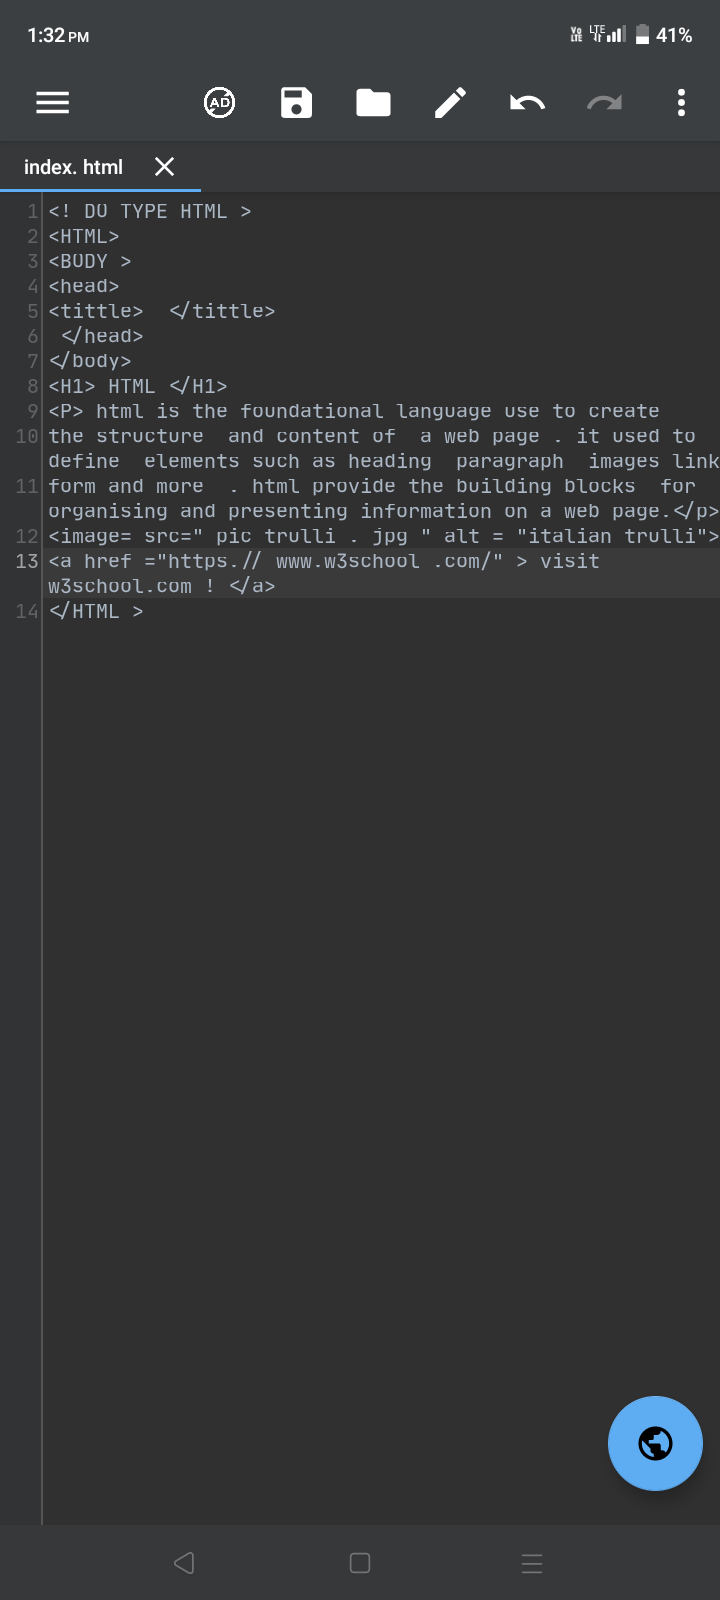 1:32 PM VO LTE LTE 41%
AD
index. html
1 <! DU TYPE HTML >
2 <HTML>
3 <BODY >
4 <head>
5 <tittle>  </tittle>
6  </head>
7 </body>
8 <H1> HTML </H1>
9 <P> html is the foundational language use to create
10 the structure  and content of  a web page . it used to
define  elements such as heading  paragraph  images link
11 form and more  . html provide the building blocks  for
organising and presenting information on a web page.</p>
12 <image= src=" pic trulli . jpg " alt = "italian trulli">
13 <a href ="https.// www.w3school .com/" > visit
w3school.com ! </a>
14 </HTML >